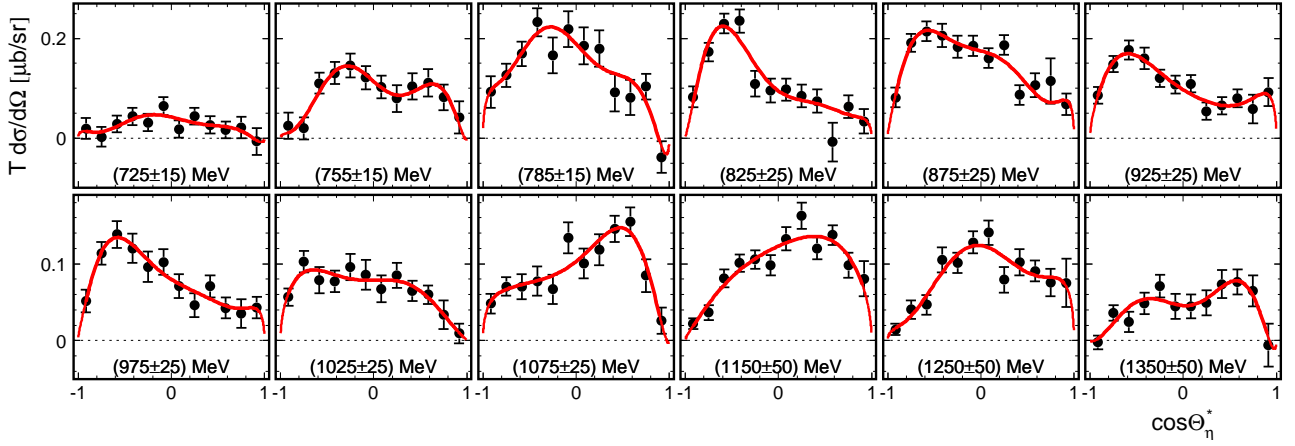 T dσ/dΩ [μb/sr]
0.2
0
(725±15) MeV
(755±15) MeV
(785±15) MeV
(825±25) MeV
(875±25) MeV
(925±25) MeV
0.1
0
(975±25) MeV
(1025±25) MeV
(1075±25) MeV
(1150±50) MeV
(1250±50) MeV
(1350±50) MeV
-1 0 1 -1 0 1 -1 0 1 -1 0 1 -1 0 1 -1 0 1
cosΘ*η